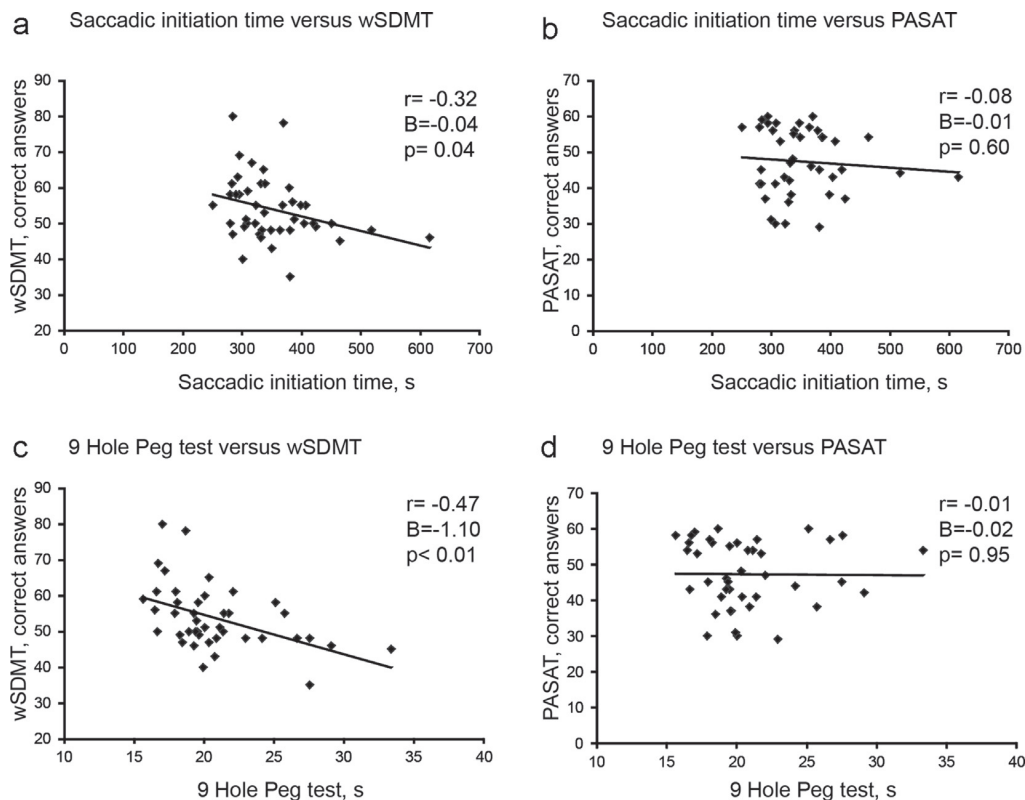 a Saccadic initiation time versus wSDMT
wSDMT, correct answers
90
80
70
60
50
40
30
20
r= -0.32
B=-0.04
p= 0.04
0 100 200 300 400 500 600 700
Saccadic initiation time, s
b Saccadic initiation time versus PASAT
PASAT, correct answers
70
60
50
40
30
20
10
0
r= -0.08
B=-0.01
p= 0.60
0 100 200 300 400 500 600 700
Saccadic initiation time, s
c 9 Hole Peg test versus wSDMT
wSDMT, correct answers
90
80
70
60
50
40
30
20
r= -0.47
B=-1.10
p< 0.01
10 15 20 25 30 35 40
9 Hole Peg test, s
d 9 Hole Peg test versus PASAT
PASAT, correct answers
70
60
50
40
30
20
10
0
r= -0.01
B=-0.02
p= 0.95
10 15 20 25 30 35 40
9 Hole Peg test, s